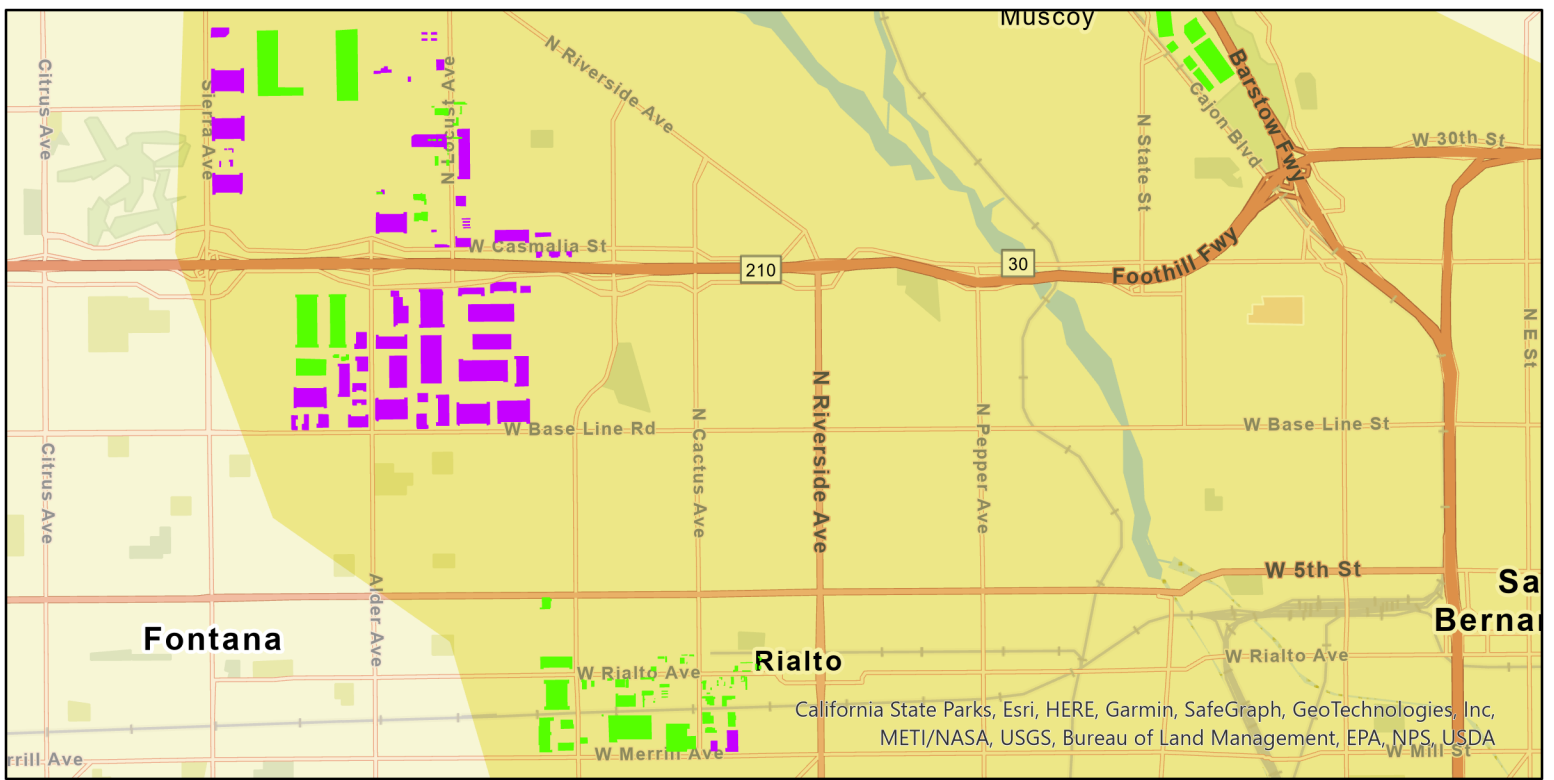 Muscoy
Citrus Ave
Sierra Ave
N Locust Ave
N Riverside Ave
N State St
Cajon Blvd
Barstow Fwy
W 30th St
W Casmalia St
210
30
Foothill Fwy
N E St
W Base Line Rd
W Base Line St
Citrus Ave
N Cactus Ave
N Riverside Ave
N Pepper Ave
Alder Ave
W 5th St
Sa
Bernar
Fontana
Rialto
W Rialto Ave
W Rialto Ave
California State Parks, Esri, HERE, Garmin, SafeGraph, GeoTechnologies, Inc,
METI/NASA, USGS, Bureau of Land Management, EPA, NPS, USDA
rrill Ave
W Merrill Ave
W Mill St